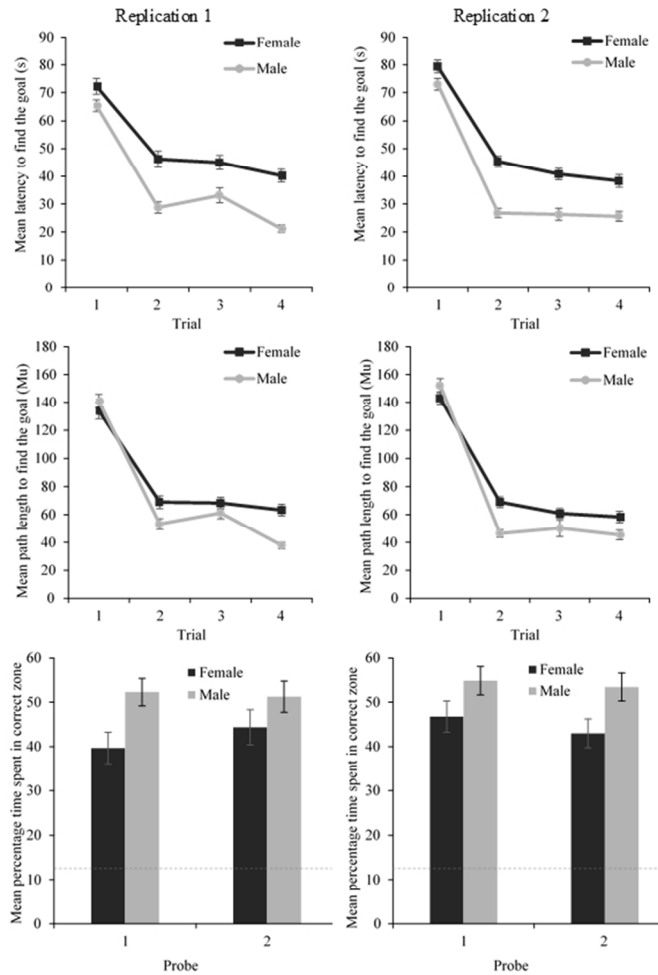 Replication 1
Replication 2
Mean latency to find the goal (s)
90
80
70
60
50
40
30
20
10
0
Female
Male
1 2 3 4
Trial
Mean latency to find the goal (s)
90
80
70
60
50
40
30
20
10
0
Female
Male
1 2 3 4
Trial
Mean path length to find the goal (Mu)
180
160
140
120
100
80
60
40
20
0
Female
Male
1 2 3 4
Trial
Mean path length to find the goal (Mu)
180
160
140
120
100
80
60
40
20
0
Female
Male
1 2 3 4
Trial
Mean percentage time spent in correct zone
60
50
40
30
20
10
0
Female
Male
1 2
Probe
Mean percentage time spent in correct zone
60
50
40
30
20
10
0
Female
Male
1 2
Probe